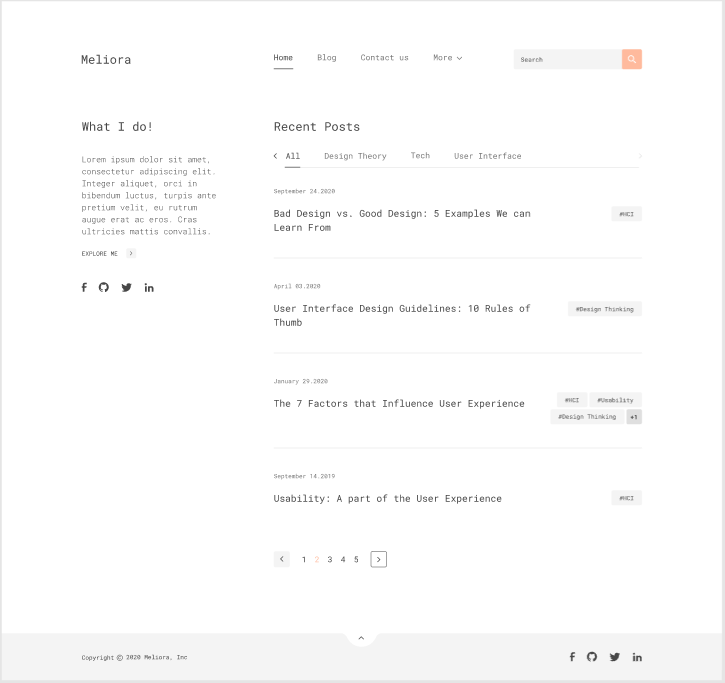 Meliora
Home Blog Contact us More
Search
What I do!
Lorem ipsum dolor sit amet,
consectetur adipiscing elit.
Integer aliquet, orci in
bibendum luctus, turpis ante
pretium velit, eu rutrum
augue erat ac eros. Cras
ultricies mattis convallis.
EXPLORE ME
Recent Posts
All Design Theory Tech User Interface
September 24.2020
Bad Design vs. Good Design: 5 Examples We can
Learn From
#HCI
April 03.2020
User Interface Design Guidelines: 10 Rules of
Thumb
#Design Thinking
January 29.2020
The 7 Factors that Influence User Experience
#HCI #Usability
#Design Thinking +1
September 14.2019
Usability: A part of the User Experience
#HCI
1 2 3 4 5
Copyright © 2020 Meliora, Inc